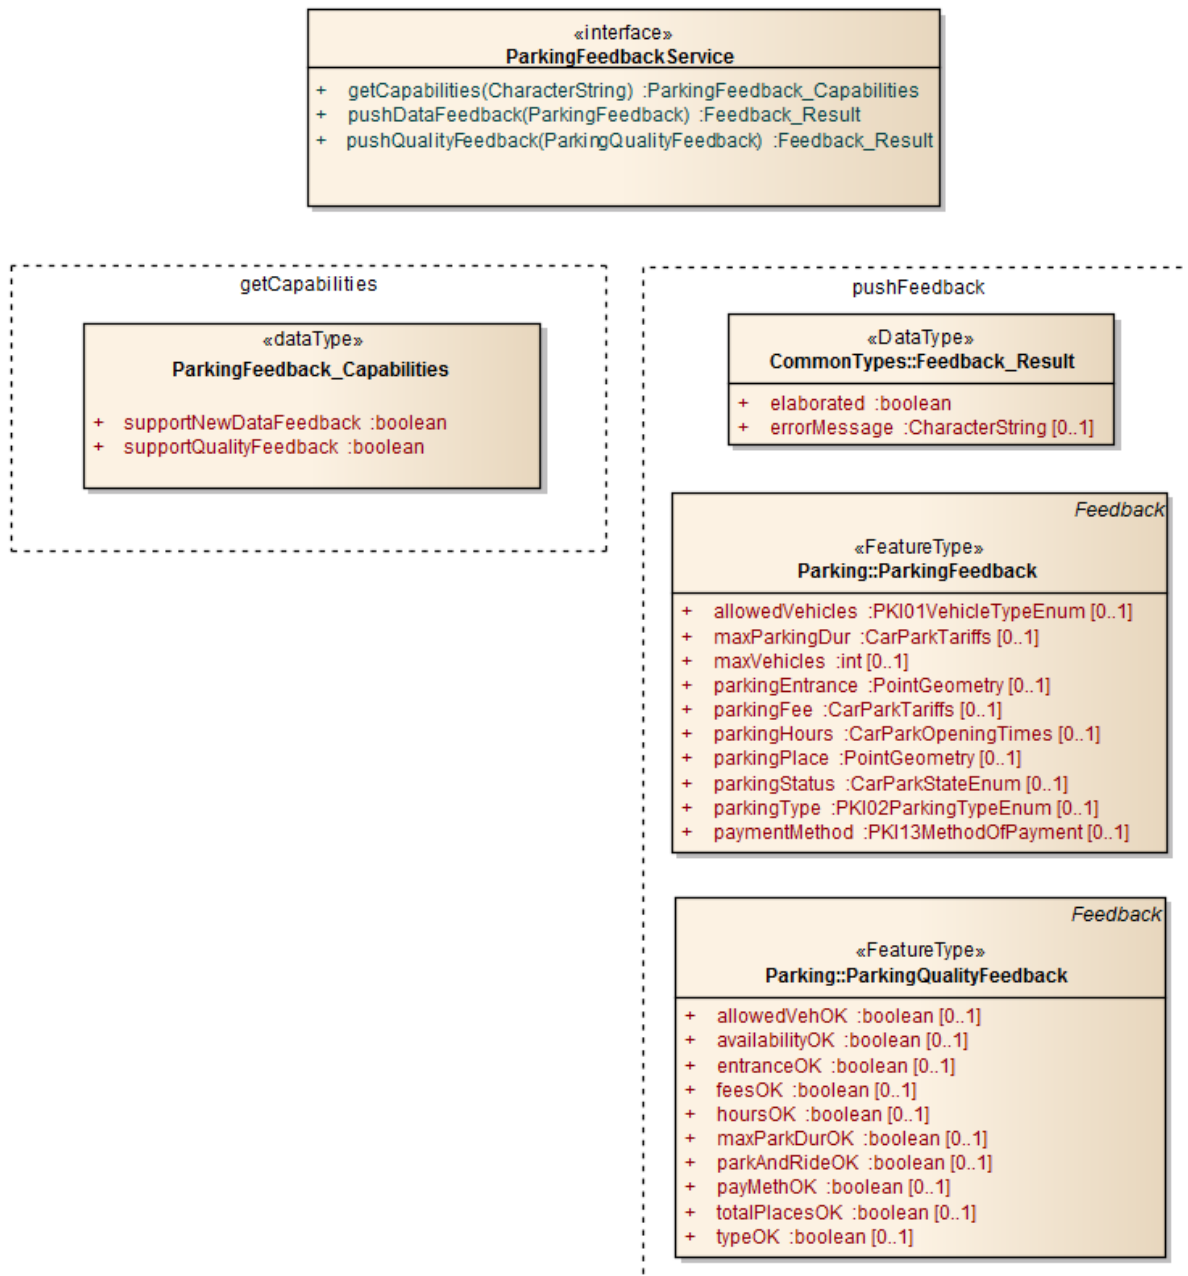 «interface»
ParkingFeedbackService
+ getCapabilities(CharacterString) :ParkingFeedback_Capabilities
+ pushDataFeedback(ParkingFeedback) :Feedback_Result
+ pushQualityFeedback(ParkingQualityFeedback) :Feedback_Result
getCapabilities
«dataType»
ParkingFeedback_Capabilities
+ supportNewDataFeedback :boolean
+ supportQualityFeedback :boolean
pushFeedback
«DataType»
CommonTypes::Feedback_Result
+ elaborated :boolean
+ errorMessage :CharacterString [0..1]
Feedback
«FeatureType»
Parking::ParkingFeedback
+ allowedVehicles :PKI01VehicleTypeEnum [0..1]
+ maxParkingDur :CarParkTariffs [0..1]
+ maxVehicles :int [0..1]
+ parkingEntrance :PointGeometry [0..1]
+ parkingFee :CarParkTariffs [0..1]
+ parkingHours :CarParkOpeningTimes [0..1]
+ parkingPlace :PointGeometry [0..1]
+ parkingStatus :CarParkStateEnum [0..1]
+ parkingType :PKI02ParkingTypeEnum [0..1]
+ paymentMethod :PKI13MethodOfPayment [0..1]
Feedback
«FeatureType»
Parking::ParkingQualityFeedback
+ allowedVehOK :boolean [0..1]
+ availabilityOK :boolean [0..1]
+ entranceOK :boolean [0..1]
+ feesOK :boolean [0..1]
+ hoursOK :boolean [0..1]
+ maxParkDurOK :boolean [0..1]
+ parkAndRideOK :boolean [0..1]
+ payMethOK :boolean [0..1]
+ totalPlacesOK :boolean [0..1]
+ typeOK :boolean [0..1]